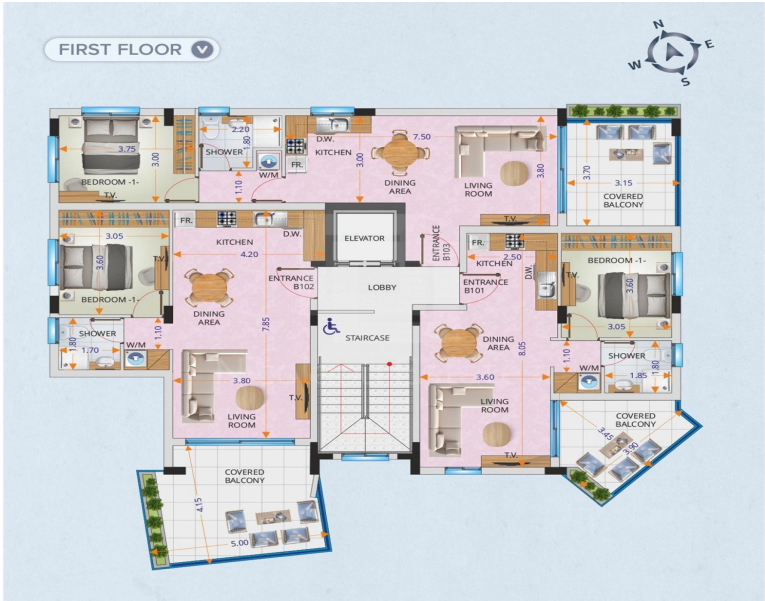 FIRST FLOOR
N
E
W
S
2.20
1.80
SHOWER
W/M
1.10
3.75
3.00
BEDROOM -1-
T.V.
D.W.
KITCHEN
FR.
3.00
7.50
DINING
AREA
LIVING
ROOM
3.80
T.V.
3.70
3.15
COVERED
BALCONY
3.05
3.60
T.V.
BEDROOM -1-
FR.
KITCHEN
D.W.
4.20
DINING
AREA
ENTRANCE
B102
7.85
ELEVATOR
LOBBY
STAIRCASE
ENTRANCE
B103
FR.
KITCHEN
2.50
D.W.
ENTRANCE
B101
BEDROOM -1-
T.V.
3.60
3.05
SHOWER
1.80
1.70
W/M
1.10
3.80
LIVING
ROOM
T.V.
DINING
AREA
8.05
3.60
LIVING
ROOM
T.V.
1.10
SHOWER
W/M
1.85
1.80
COVERED
BALCONY
3.45
3.90
COVERED
BALCONY
4.15
5.00